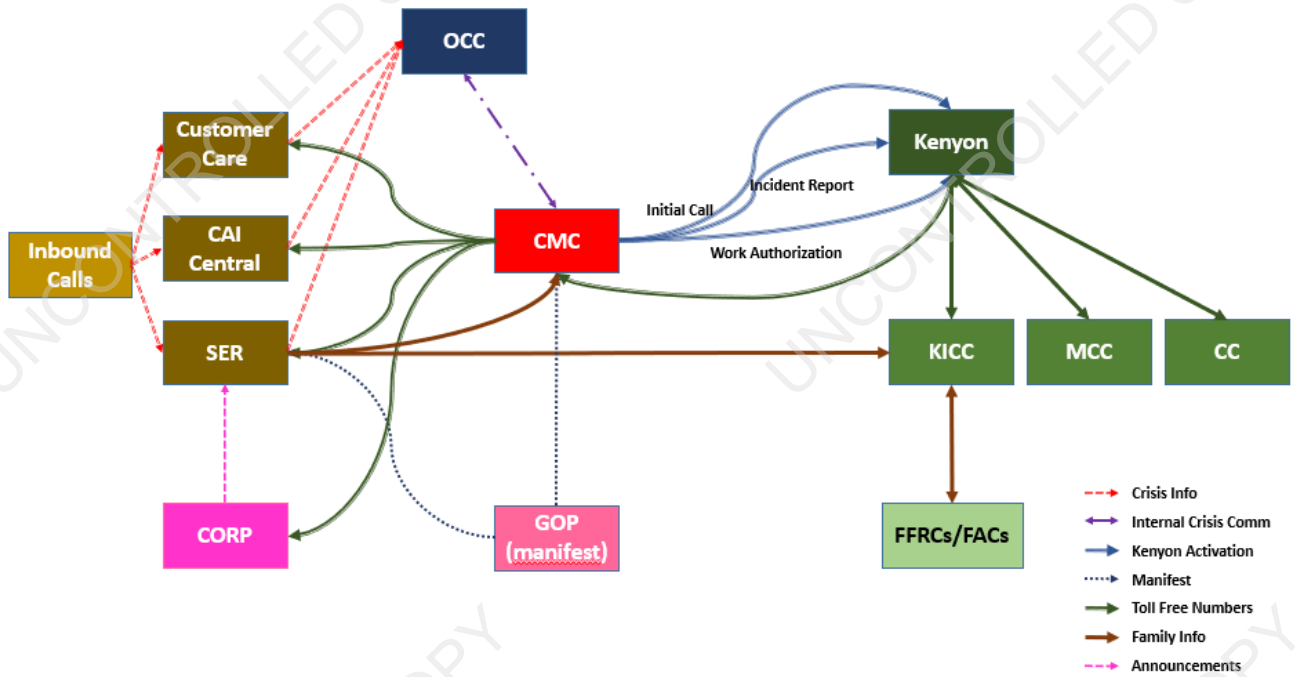 UNCONTROLLED
UNCONTROLLED
OCC
Customer
Care
Kenyon
Incident Report
Initial Call
CAI
Central
CMC
Inbound
Calls
Work Authorization
SER
KICC
MCC
CC
CORP
GOP
(manifest)
FFRCs/FACs
Crisis Info
Internal Crisis Comm
Kenyon Activation
Manifest
Toll Free Numbers
Family Info
Announcements
COPY